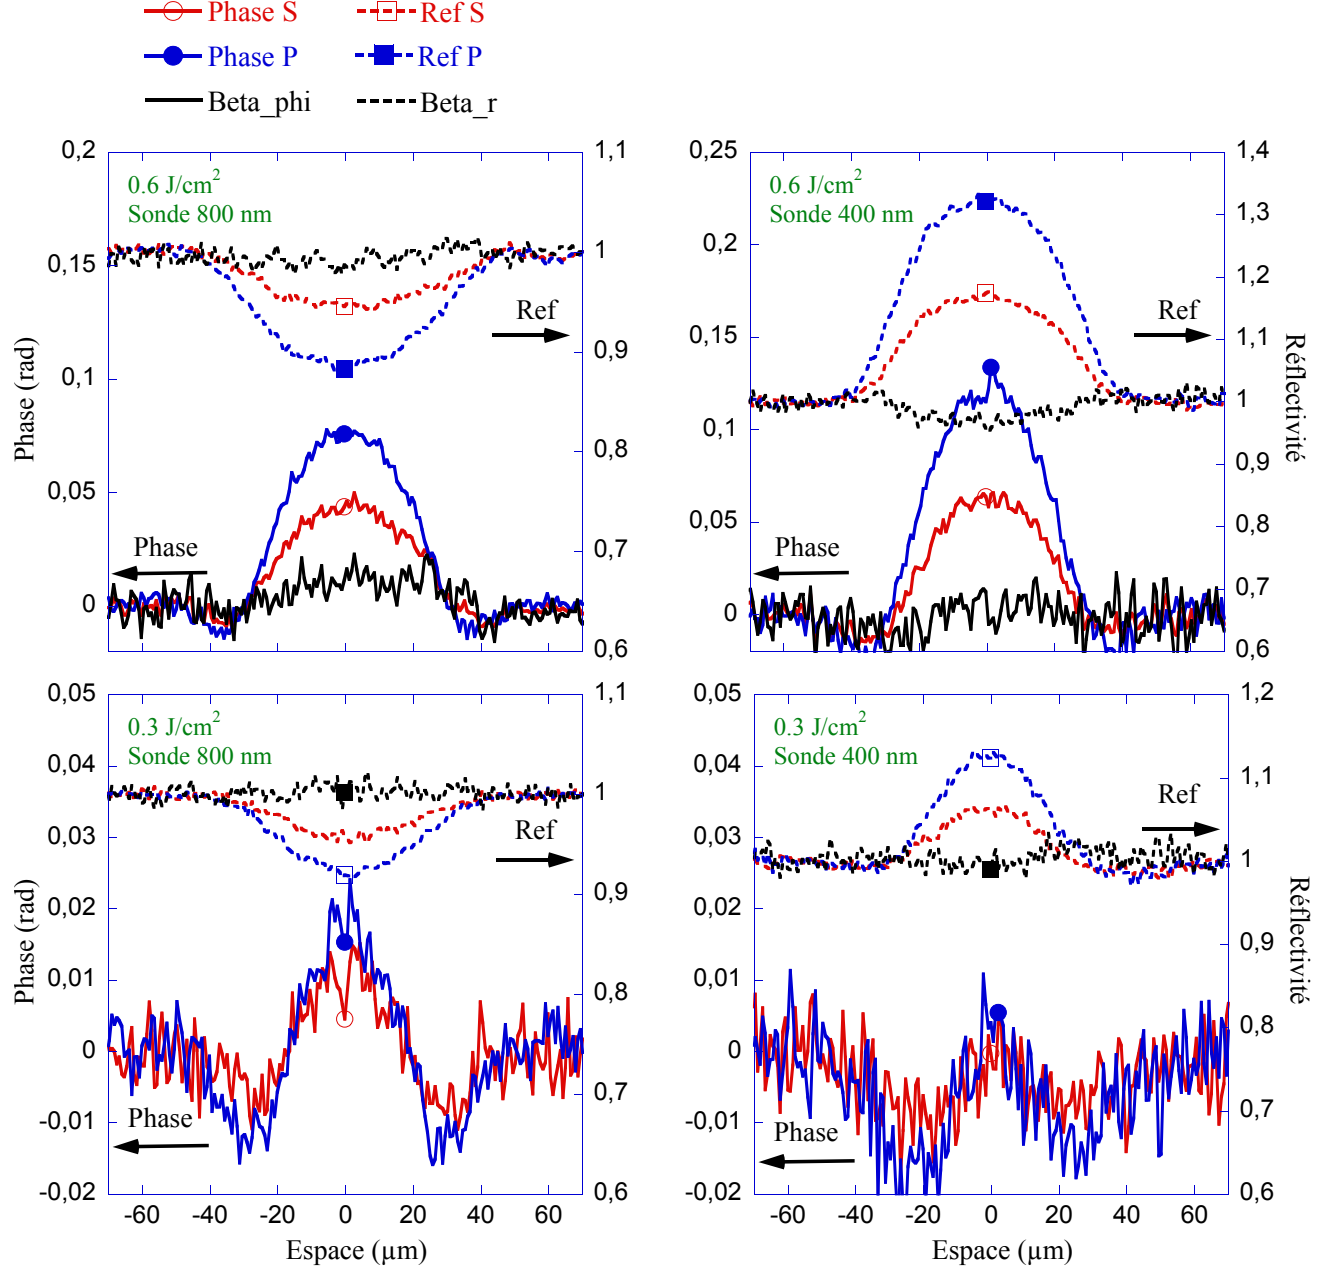 Phase S
Ref S
Phase P
Ref P
Beta_phi
Beta_r
0,2
0,15
0,1
0,05
0
Phase (rad)
0.6 J/cm2
Sonde 800 nm
Ref
Phase
1,1
1
0,9
0,8
0,7
0,6
0,25
0,2
0,15
0,1
0,05
0
0.6 J/cm2
Sonde 400 nm
Ref
Phase
1,4
1,3
1,2
1,1
1
0,9
0,8
0,7
0,6
Réflectivité
0,05
0,04
0,03
0,02
0,01
0
-0,01
-0,02
Phase (rad)
0.3 J/cm2
Sonde 800 nm
Ref
Phase
1,1
1
0,9
0,8
0,7
0,6
-60 -40 -20 0 20 40 60
Espace (µm)
0,05
0,04
0,03
0,02
0,01
0
-0,01
-0,02
0.3 J/cm2
Sonde 400 nm
Ref
Phase
1,2
1,1
1
0,9
0,8
0,7
0,6
Réflectivité
-60 -40 -20 0 20 40 60
Espace (µm)